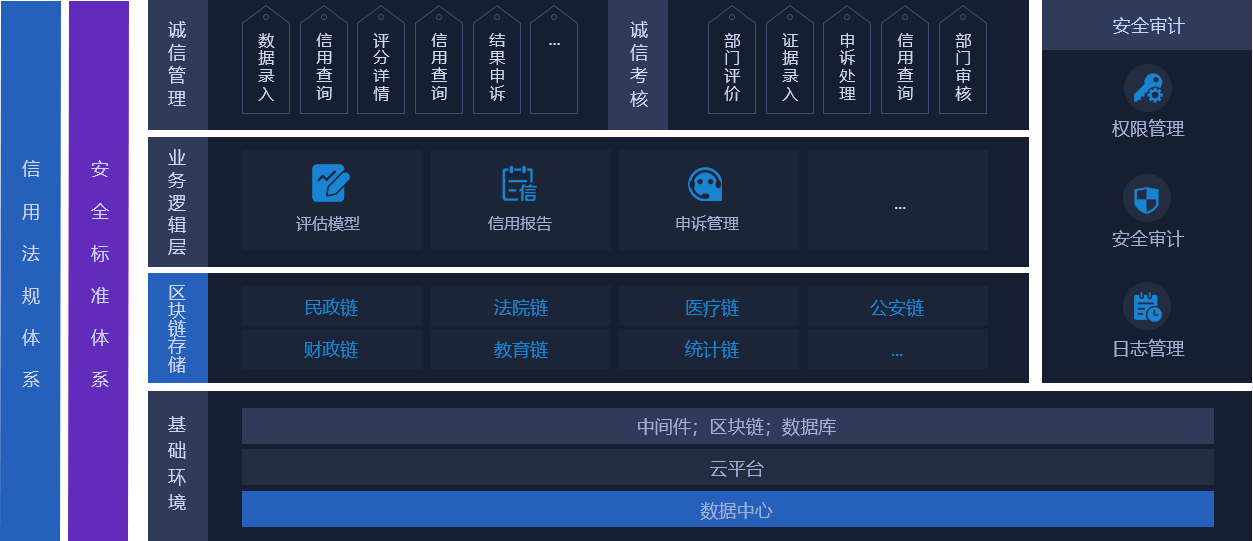 信用法规体系
安全标准体系
诚信管理
数据录入
信用查询
评分详情
信用查询
结果申诉
...
诚信考核
部门评价
证据录入
申诉处理
信用查询
部门审核
业务逻辑层
评估模型
信
信用报告
申诉管理
...
区块链存储
民政链
法院链
医疗链
公安链
财政链
教育链
统计链
...
基础环境
中间件；区块链；数据库
云平台
数据中心
安全审计
权限管理
安全审计
日志管理